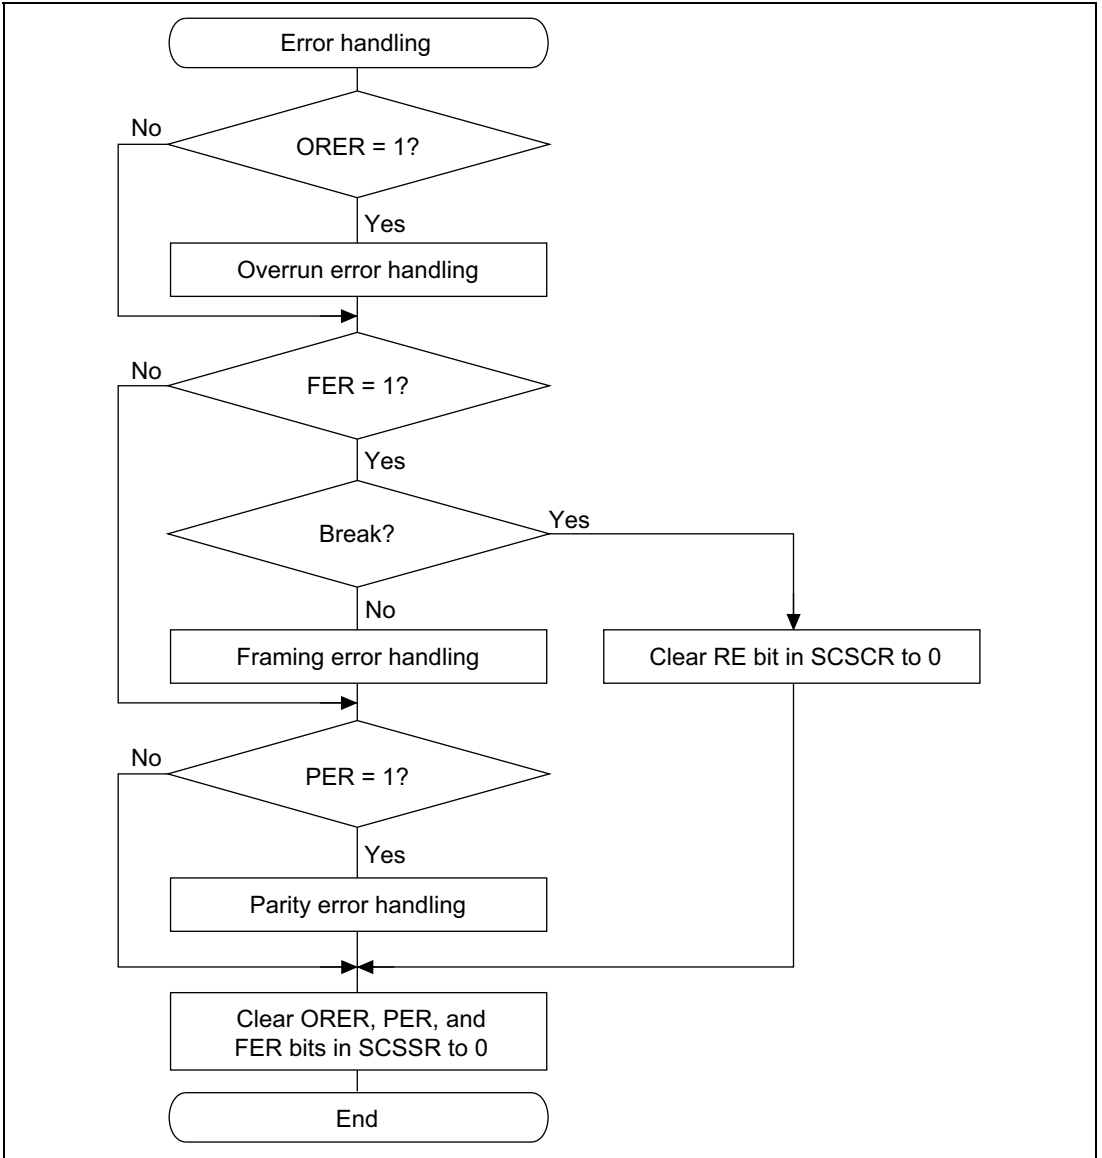 Error handling
No
ORER = 1?
Yes
Overrun error handling
No
FER = 1?
Yes
Break?
Yes
No
Framing error handling
Clear RE bit in SCSCR to 0
No
PER = 1?
Yes
Parity error handling
Clear ORER, PER, and
FER bits in SCSSR to 0
End